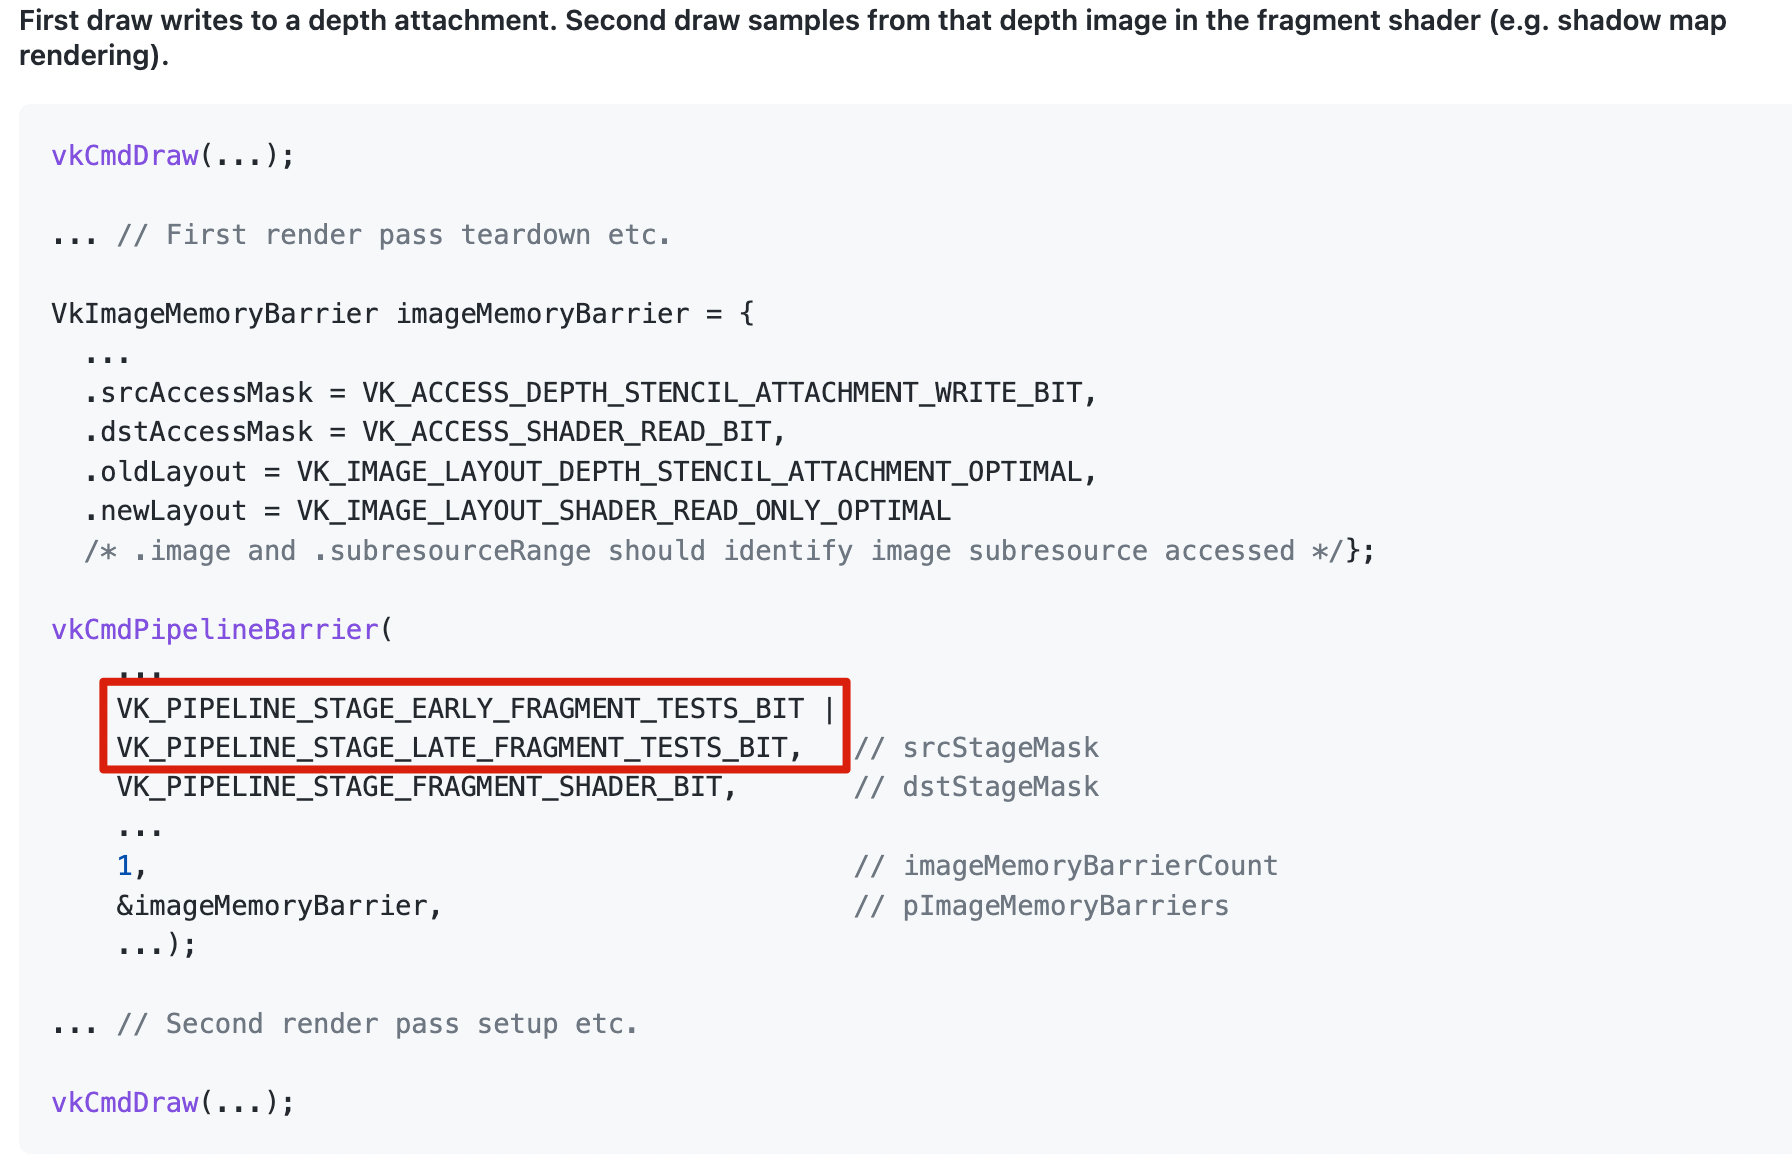 First draw writes to a depth attachment. Second draw samples from that depth image in the fragment shader (e.g. shadow map
rendering).
vkCmdDraw(...);
... // First render pass teardown etc.
VkImageMemoryBarrier imageMemoryBarrier = {
  ...
  .srcAccessMask = VK_ACCESS_DEPTH_STENCIL_ATTACHMENT_WRITE_BIT,
  .dstAccessMask = VK_ACCESS_SHADER_READ_BIT,
  .oldLayout = VK_IMAGE_LAYOUT_DEPTH_STENCIL_ATTACHMENT_OPTIMAL,
  .newLayout = VK_IMAGE_LAYOUT_SHADER_READ_ONLY_OPTIMAL
  /* .image and .subresourceRange should identify image subresource accessed */};
vkCmdPipelineBarrier(
    ...
    VK_PIPELINE_STAGE_EARLY_FRAGMENT_TESTS_BIT |
    VK_PIPELINE_STAGE_LATE_FRAGMENT_TESTS_BIT,   // srcStageMask
    VK_PIPELINE_STAGE_FRAGMENT_SHADER_BIT,       // dstStageMask
    ...
    1,                                           // imageMemoryBarrierCount
    &imageMemoryBarrier,                         // pImageMemoryBarriers
    ...);
... // Second render pass setup etc.
vkCmdDraw(...);